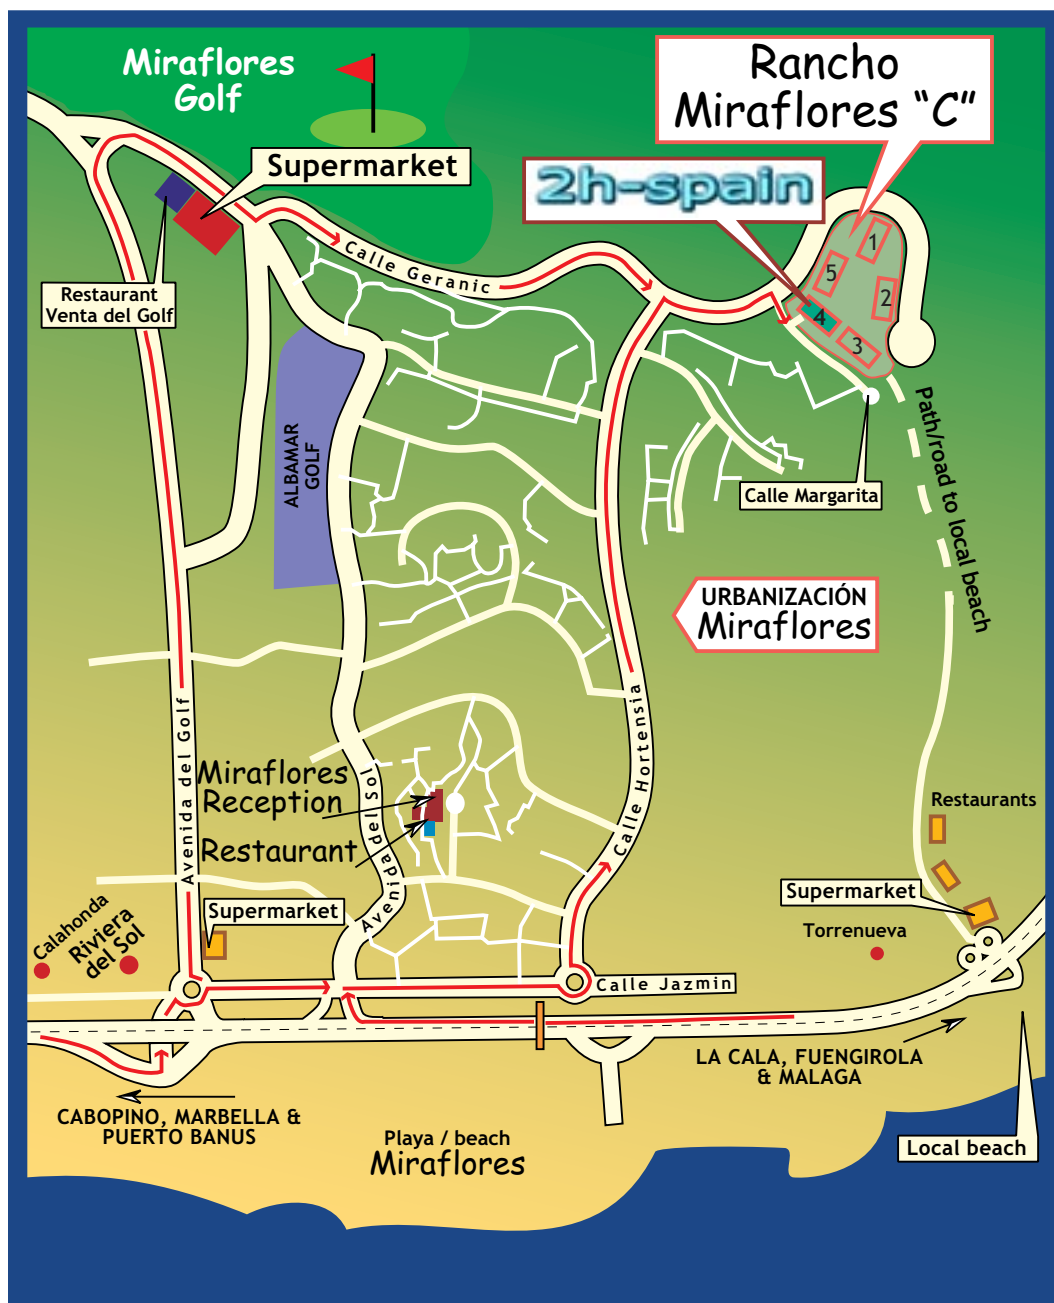 Miraflores
Golf
Rancho
Miraflores "C"
Supermarket
2h-spain
Calle Geranic
1
5
2
4
3
Restaurant
Venta del Golf
ALBAMAR
GOLF
Path/road to local beach
Calle Margarita
URBANIZACIÓN
Miraflores
Avenida del Golf
Calle Hortensia
Miraflores
Reception
Avenida del Sol
Restaurant
Restaurants
Supermarket
Supermarket
Calahonda
Riviera
del Sol
Torrenueva
Calle Jazmin
LA CALA, FUENGIROLA
& MALAGA
CABOPINO, MARBELLA &
PUERTO BANUS
Playa / beach
Miraflores
Local beach